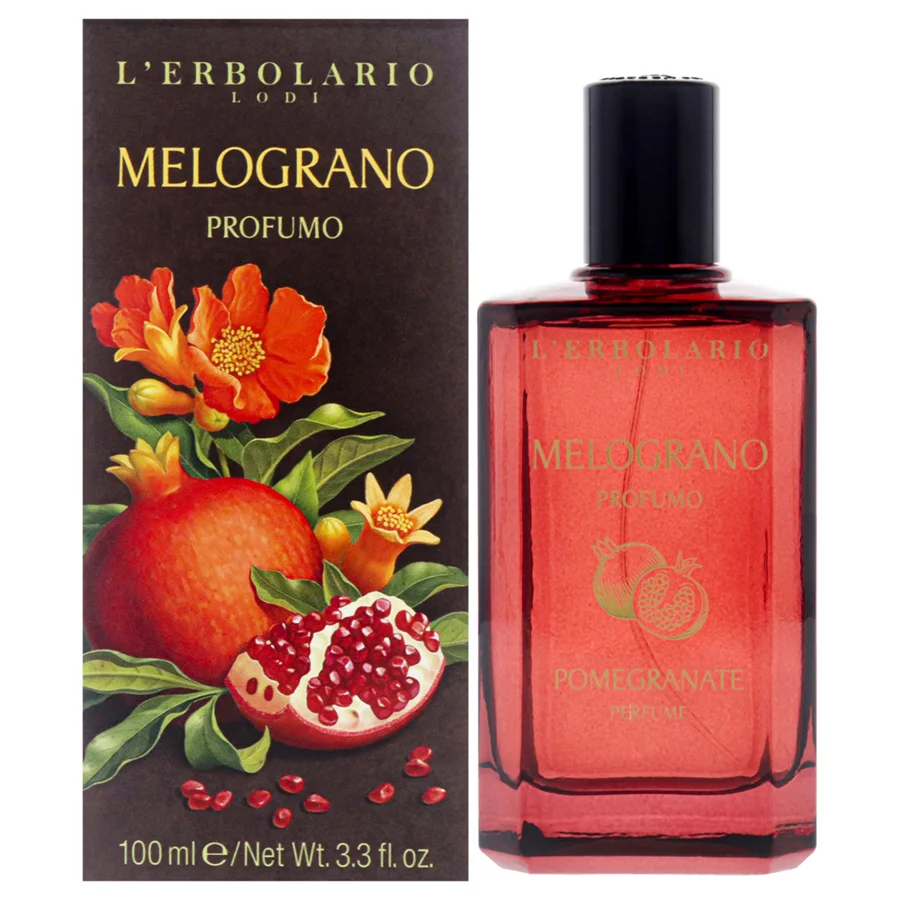 L'ERBOLARIO
LODI
MELOGRANO
PROFUMO
100 ml ℮/Net Wt. 3.3 fl. oz.
L'ERBOLARIO
LODI
MELOGRANO
PROFUMO
POMEGRANATE
PERFUME